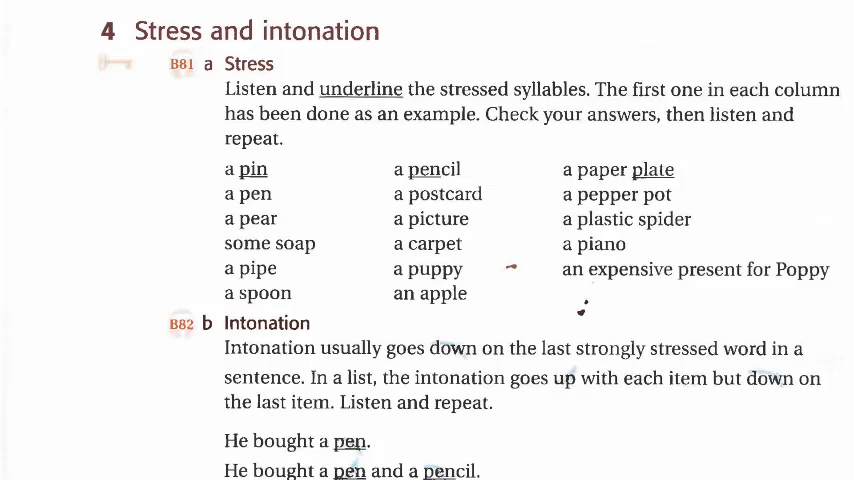 4 Stress and intonation
B81 a Stress
Listen and underline the stressed syllables. The first one in each column
has been done as an example. Check your answers, then listen and
repeat.
a pin a pencil a paper plate
a pen a postcard a pepper pot
a pear a picture a plastic spider
some soap a carpet a piano
a pipe a puppy an expensive present for Poppy
a spoon an apple
B82 b Intonation
Intonation usually goes down on the last strongly stressed word in a
sentence. In a list, the intonation goes up with each item but down on
the last item. Listen and repeat.
He bought a pen.
He bought a pen and a pencil.